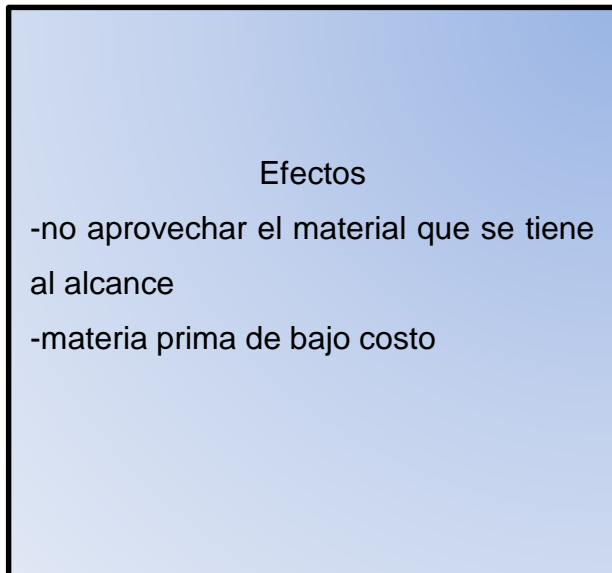 Efectos
-no aprovechar el material que se tiene
al alcance
-materia prima de bajo costo